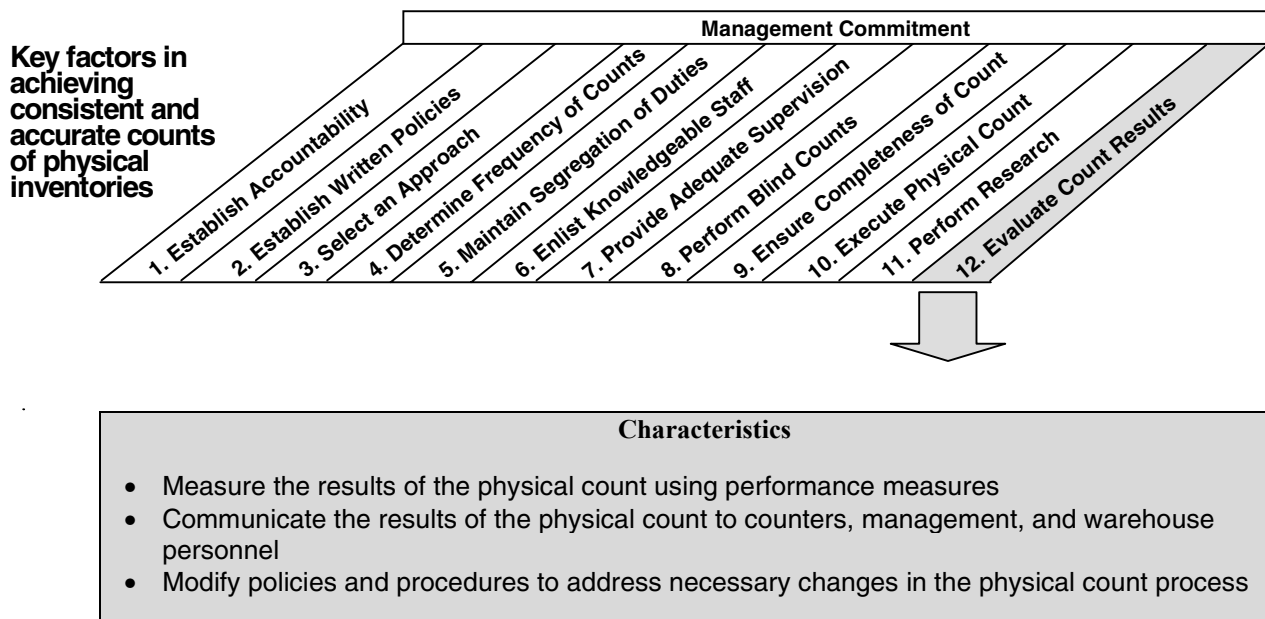 Management Commitment
Key factors in
achieving
consistent and
accurate counts
of physical
inventories
1. Establish Accountability
2. Establish Written Policies
3. Select an Approach
4. Determine Frequency of Counts
5. Maintain Segregation of Duties
6. Enlist Knowledgeable Staff
7. Provide Adequate Supervision
8. Perform Blind Counts
9. Ensure Completeness of Count
10. Execute Physical Count
11. Perform Research
12. Evaluate Count Results
Characteristics
• Measure the results of the physical count using performance measures
• Communicate the results of the physical count to counters, management, and warehouse
personnel
• Modify policies and procedures to address necessary changes in the physical count process